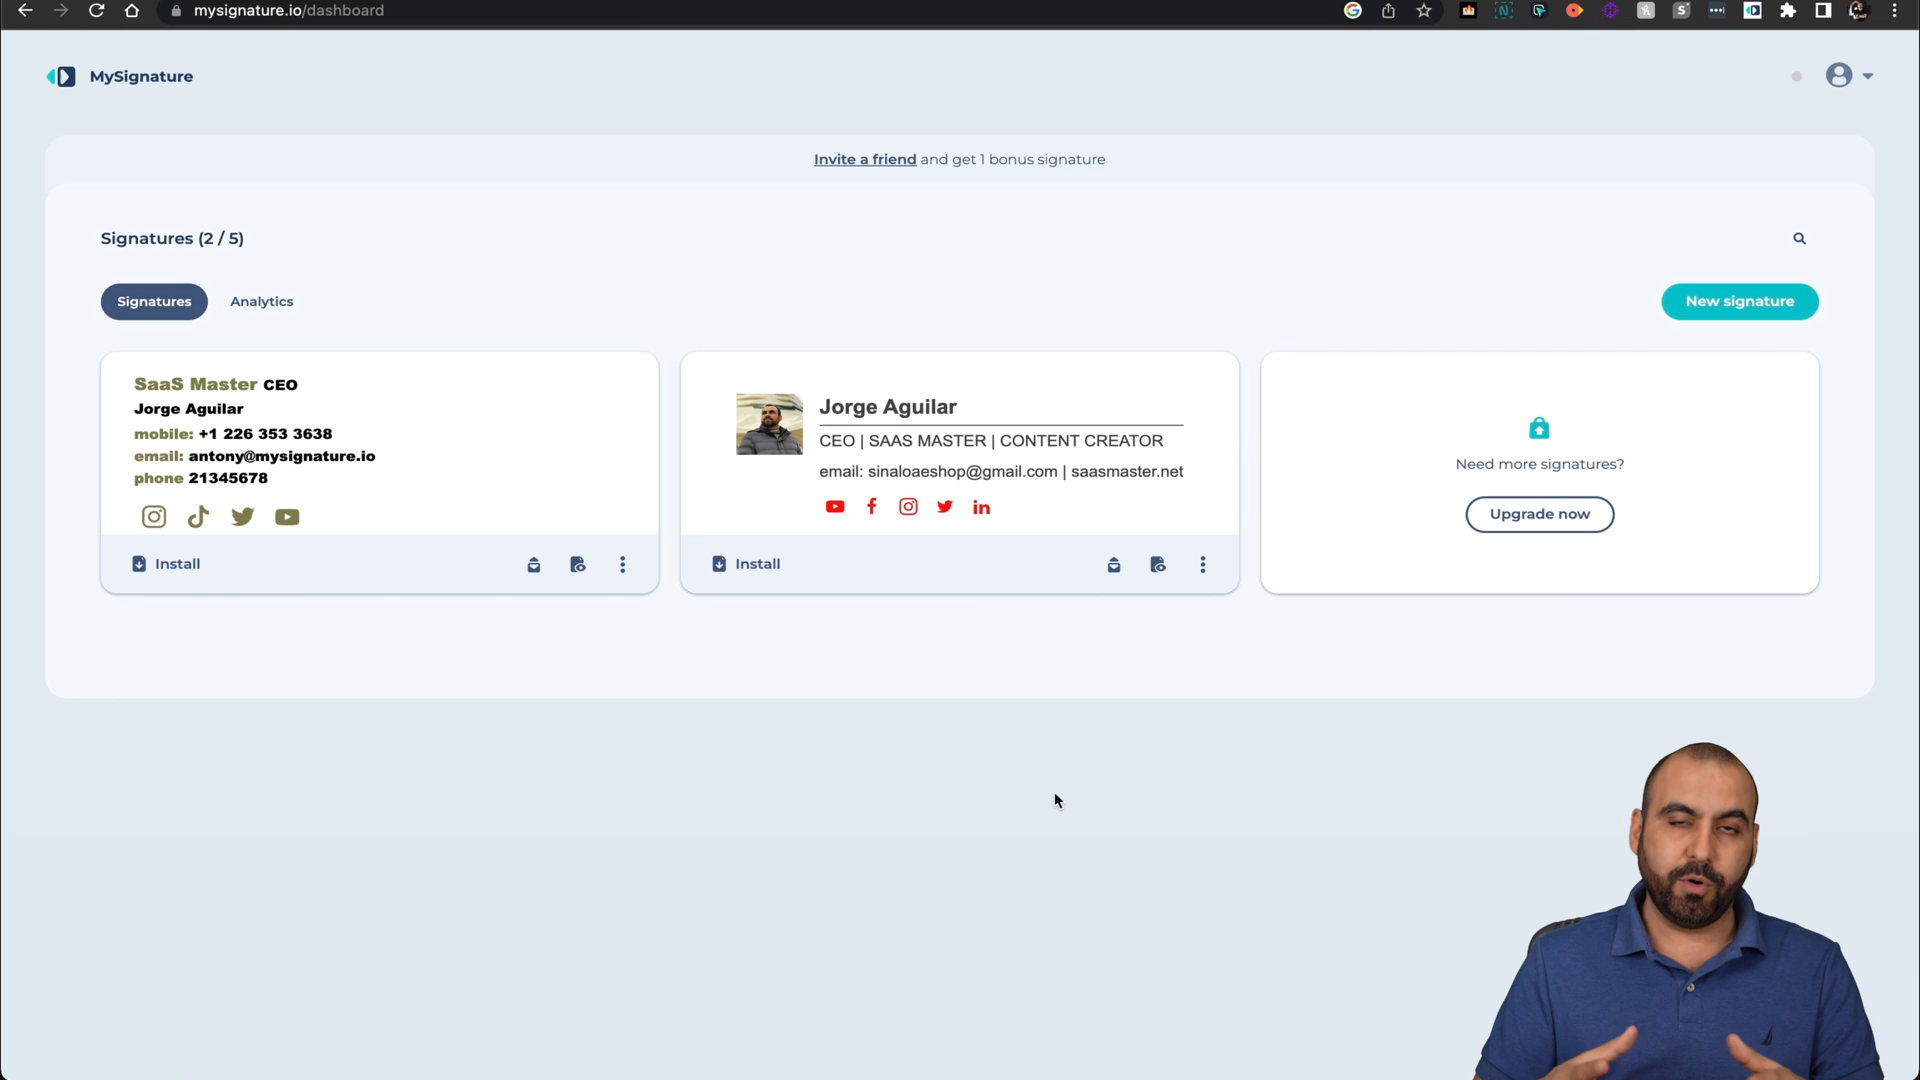 mysignature.io/dashboard
MySignature
Invite a friend and get 1 bonus signature
Signatures (2 / 5)
Signatures
Analytics
New signature
SaaS Master CEO
Jorge Aguilar
mobile: +1 226 353 3638
email: antony@mysignature.io
phone 21345678
Install
Jorge Aguilar
CEO | SAAS MASTER | CONTENT CREATOR
email: sinaloaeshop@gmail.com | saasmaster.net
Install
Need more signatures?
Upgrade now